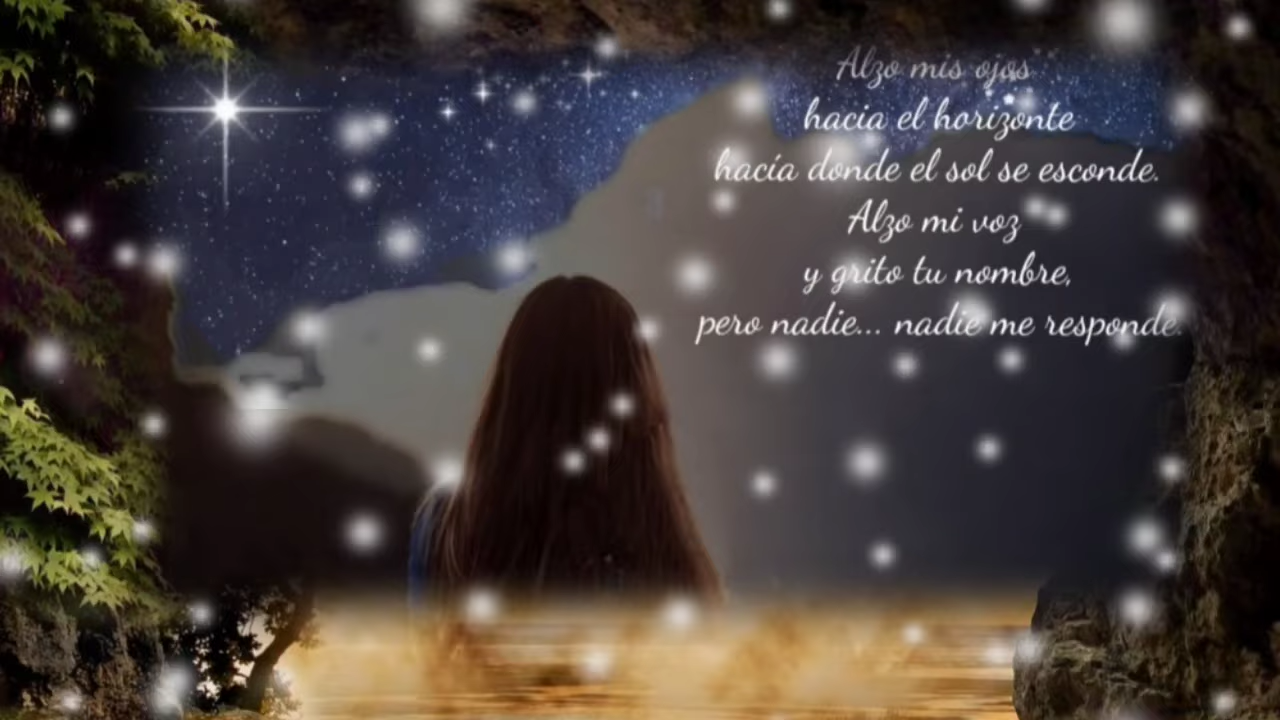 Alzo mis ojos
hacia el horizonte
hacía donde el sol se esconde.
Alzo mi voz
y grito tu nombre,
pero nadie... nadie me responde.